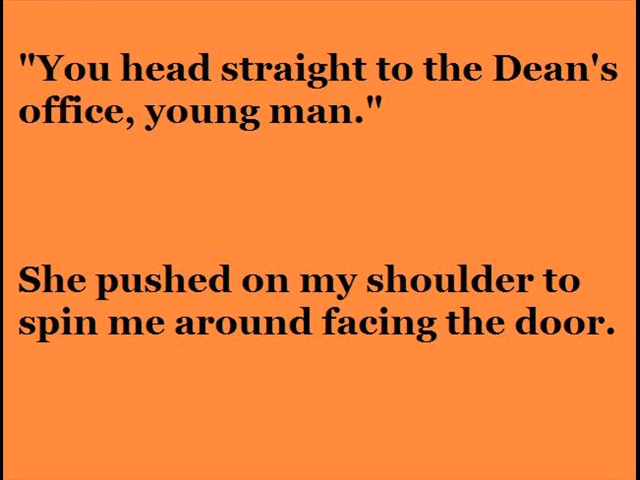 "You head straight to the Dean's
office, young man."
She pushed on my shoulder to
spin me around facing the door.